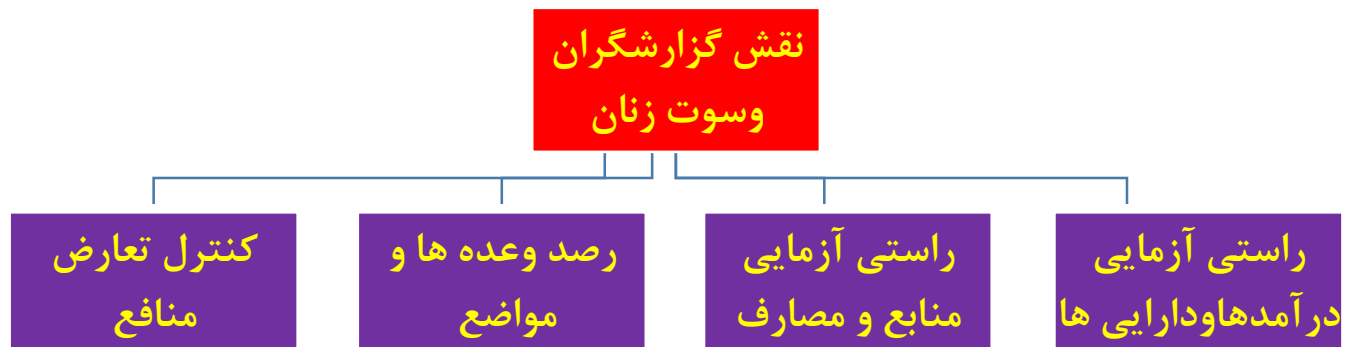 نقش گزارشگران
وسوت زنان
راستی آزمایی
درآمدهاودارایی ها
راستی آزمایی
منابع و مصارف
رصد وعده ها و
مواضع
کنترل تعارض
منافع